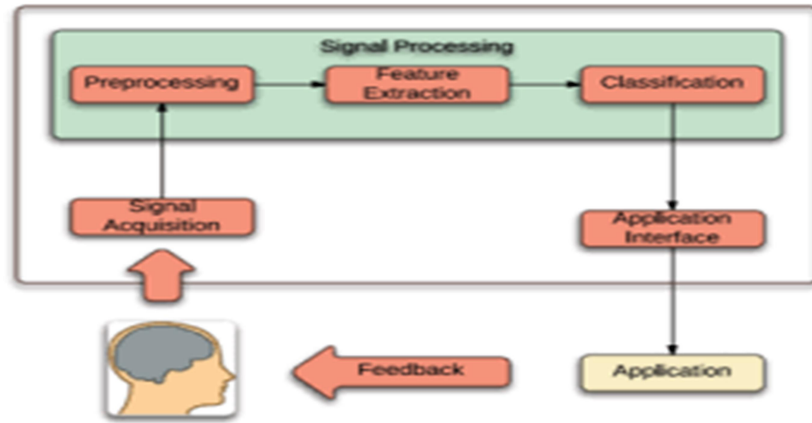 Signal Processing
Preprocessing
Feature
Extraction
Classification
Signal
Acquisition
Application
Interface
Feedback
Application